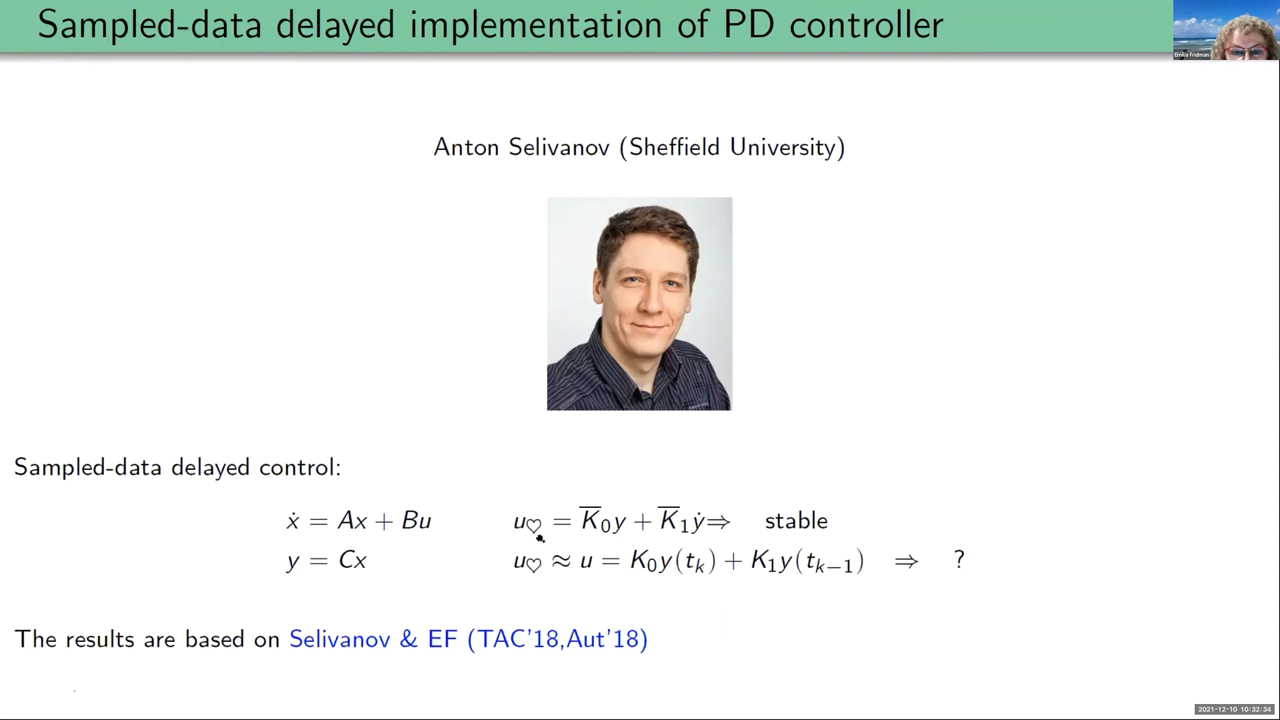 Sampled-data delayed implementation of PD controller
Emilia Fridman
Anton Selivanov (Sheffield University)
Sampled-data delayed control:
ẋ = Ax + Bu    u♡ = K̅₀y + K̅₁ẏ ⇒ stable
y = Cx    u♡ ≈ u = K₀y(tₖ) + K₁y(tₖ₋₁) ⇒ ?
The results are based on Selivanov & EF (TAC'18,Aut'18)
2021-12-10 10:32:34